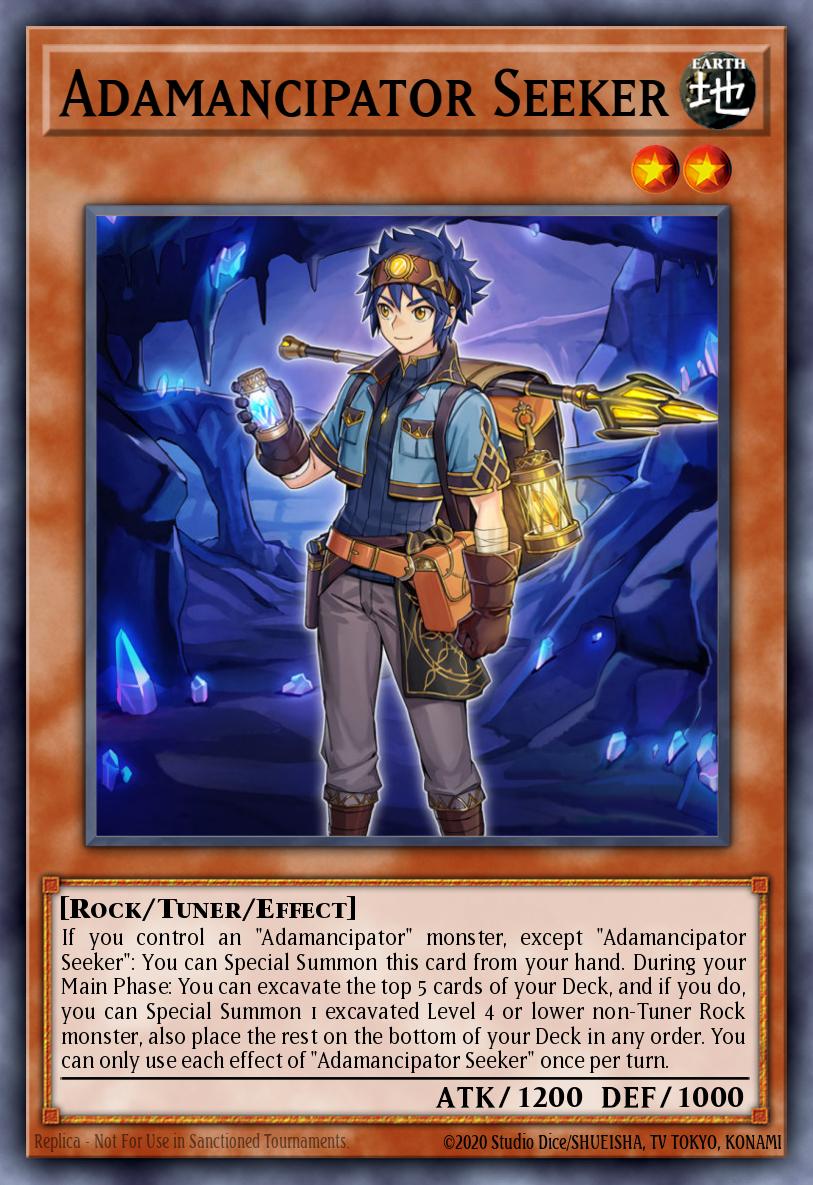 Adamancipator Seeker
EARTH
地
[Rock/Tuner/Effect]
If you control an "Adamancipator" monster, except "Adamancipator
Seeker": You can Special Summon this card from your hand. During your
Main Phase: You can excavate the top 5 cards of your Deck, and if you do,
you can Special Summon 1 excavated Level 4 or lower non-Tuner Rock
monster, also place the rest on the bottom of your Deck in any order. You
can only use each effect of "Adamancipator Seeker" once per turn.
ATK/1200 DEF/1000
Replica - Not For Use in Sanctioned Tournaments.
©2020 Studio Dice/SHUEISHA, TV TOKYO, KONAMI